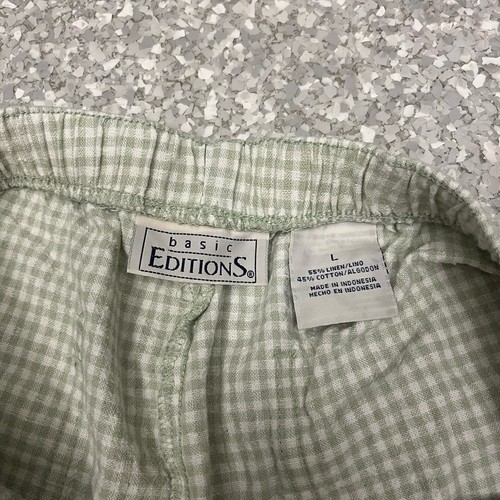 basic
EDITIONS®
L
55% LINEN/LINO
45% COTTON/ALGODON
MADE IN INDONESIA
HECHO EN INDONESIA